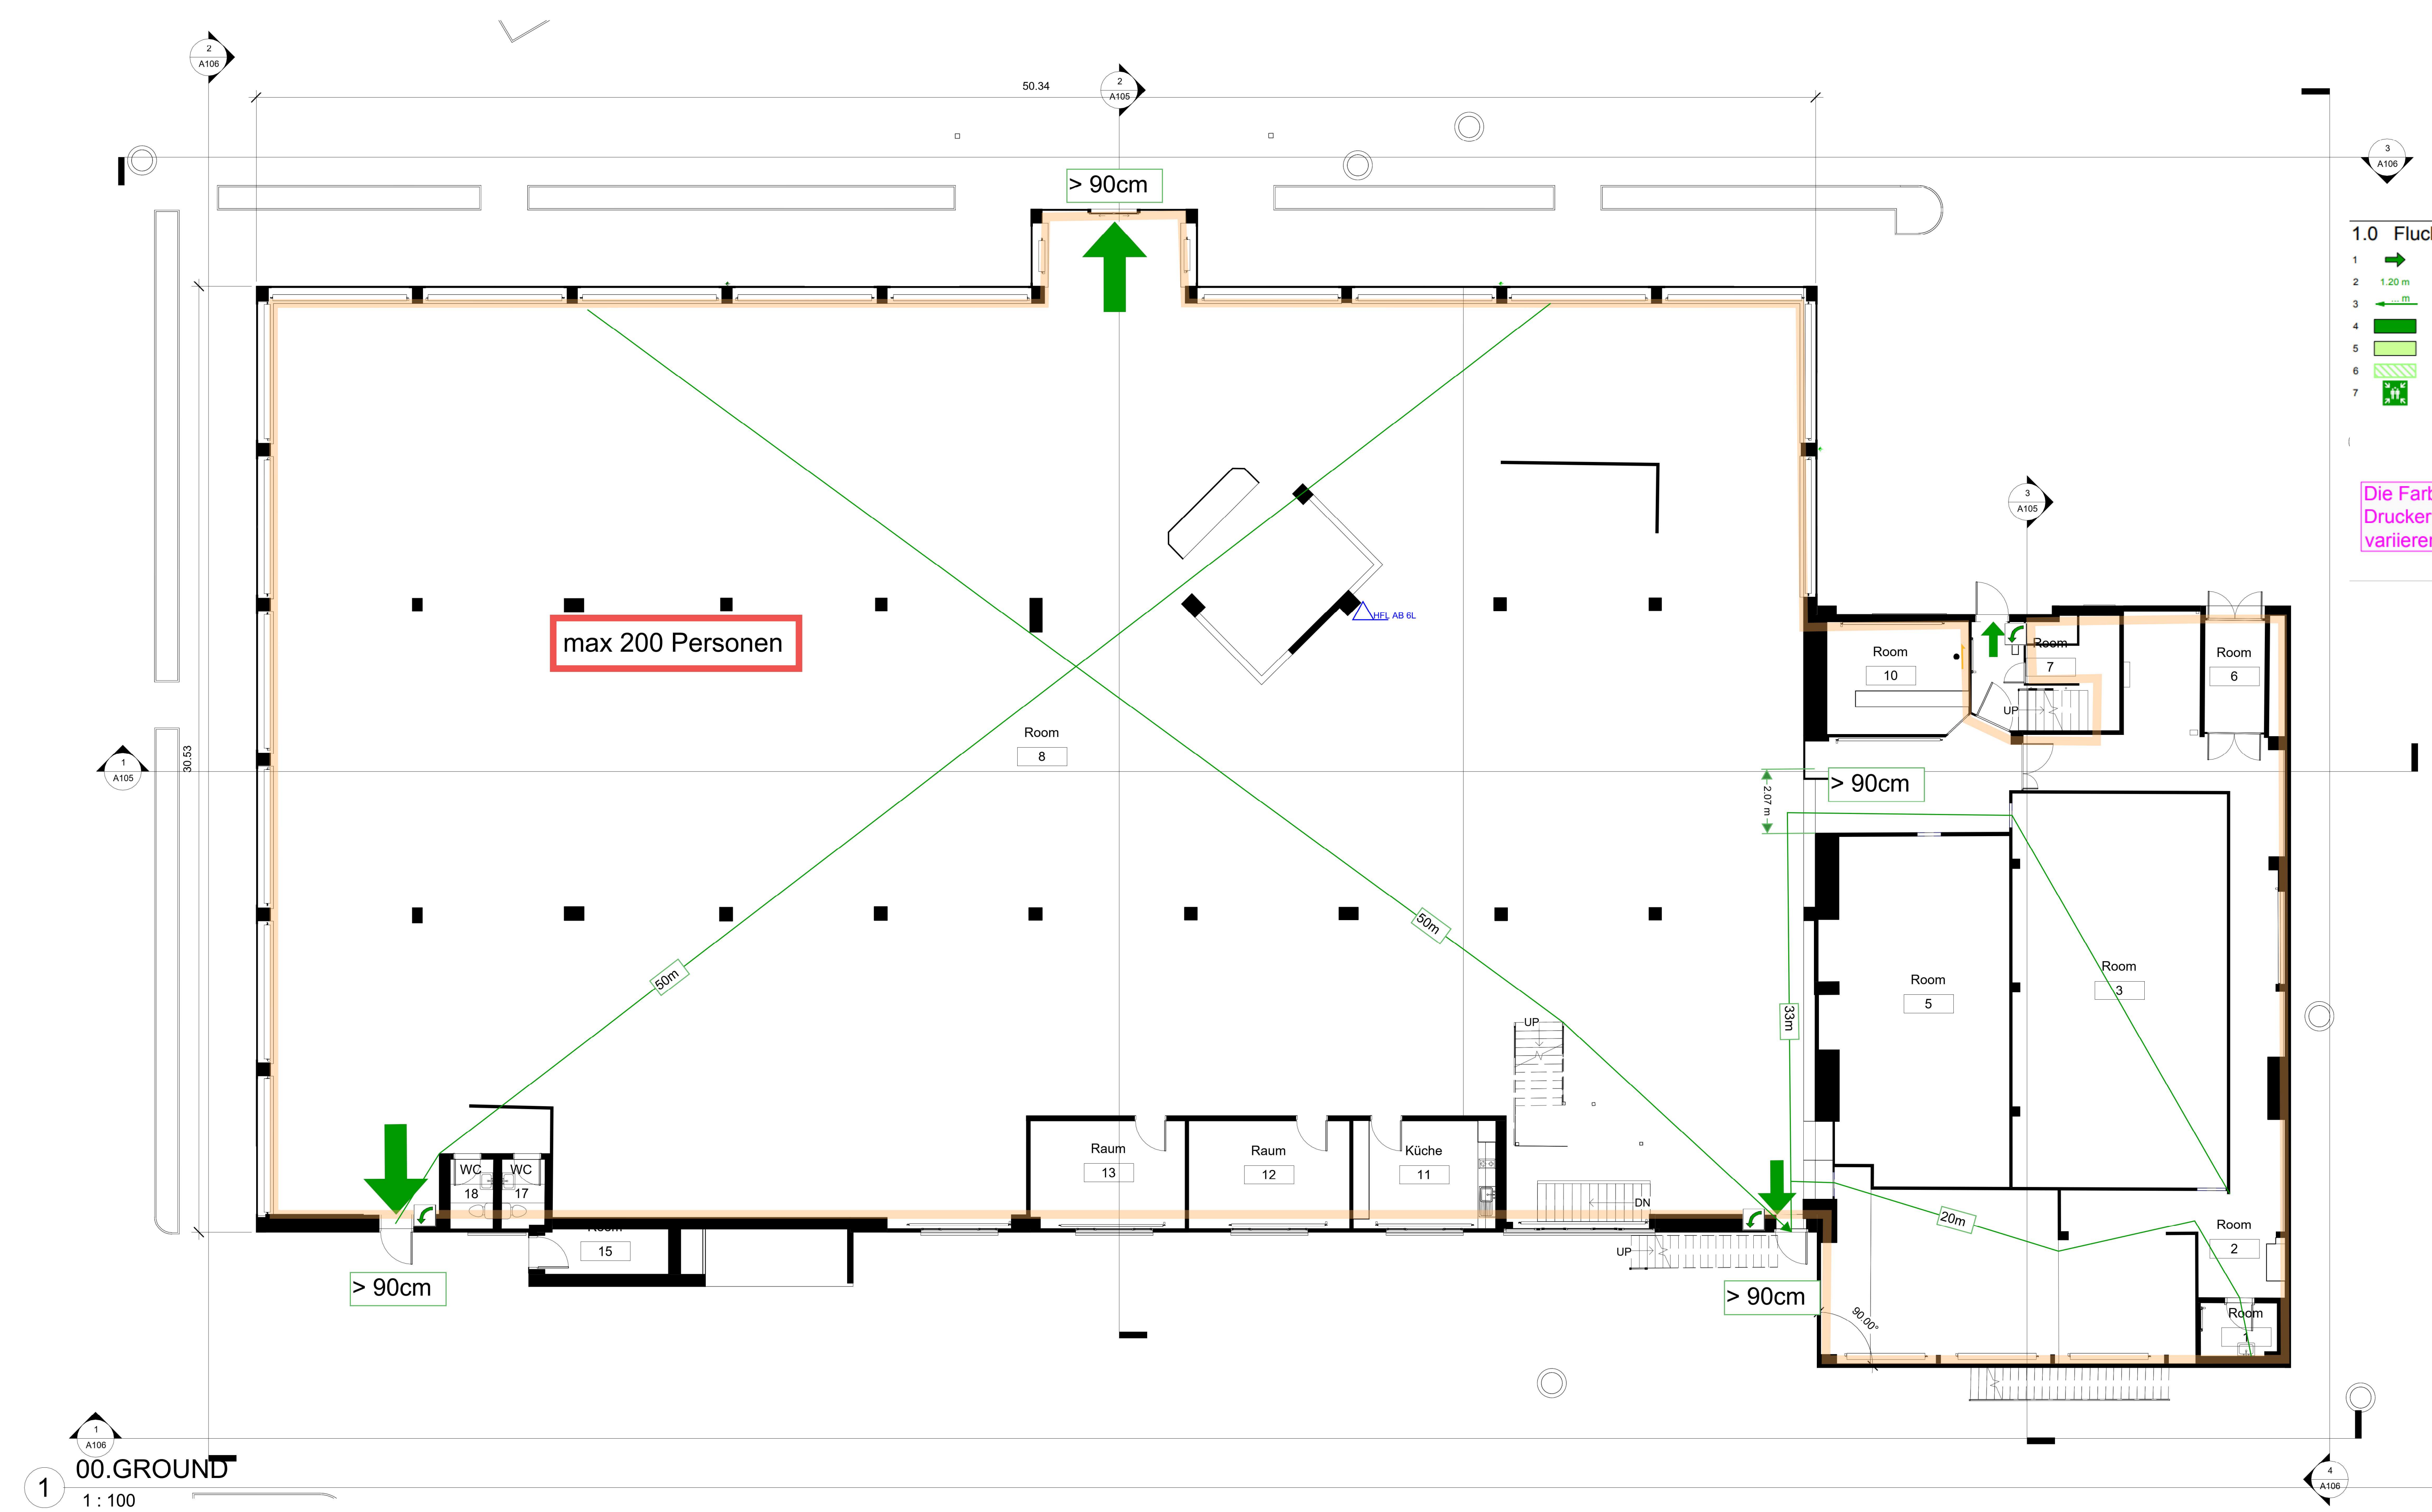 2
A106
50.34
2
A105
3
A106
> 90cm
1.0 Fluc
1
2 1.20 m
3 ... m
4
5
6
7
Die Farb
Drucker
variierer
3
A105
HFL AB 6L
max 200 Personen
Room
10
Room
7
Room
6
UP
Room
8
30.53
1
A105
> 90cm
2.07 m
50m
50m
33m
Room
5
Room
3
UP
Raum
13
Raum
12
Küche
11
WC
18
WC
17
DN
20m
Room
2
Room
15
UP
> 90cm
> 90cm
90.00°
Room
1
1
A106
4
A106
1
00.GROUND
1 : 100